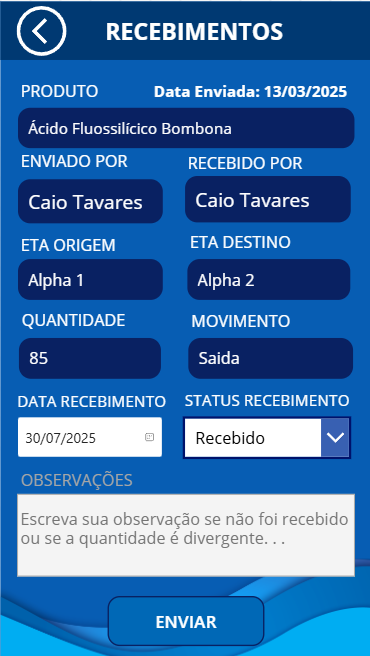 RECEBIMENTOS
PRODUTO
Data Enviada: 13/03/2025
Ácido Fluossilícico Bombona
ENVIADO POR
RECEBIDO POR
Caio Tavares
Caio Tavares
ETA ORIGEM
ETA DESTINO
Alpha 1
Alpha 2
QUANTIDADE
MOVIMENTO
85
Saida
DATA RECEBIMENTO
STATUS RECEBIMENTO
30/07/2025
Recebido
OBSERVAÇÕES
Escreva sua observação se não foi recebido
ou se a quantidade é divergente. . .
ENVIAR